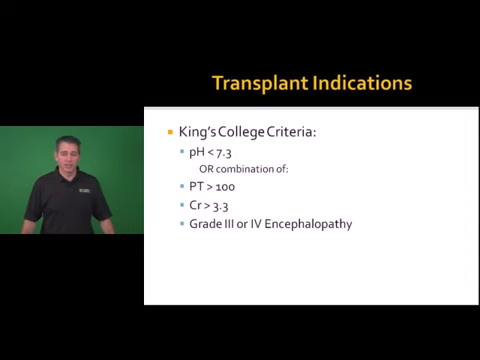 Transplant Indications
King's College Criteria:
pH < 7.3
OR combination of:
PT > 100
Cr > 3.3
Grade III or IV Encephalopathy